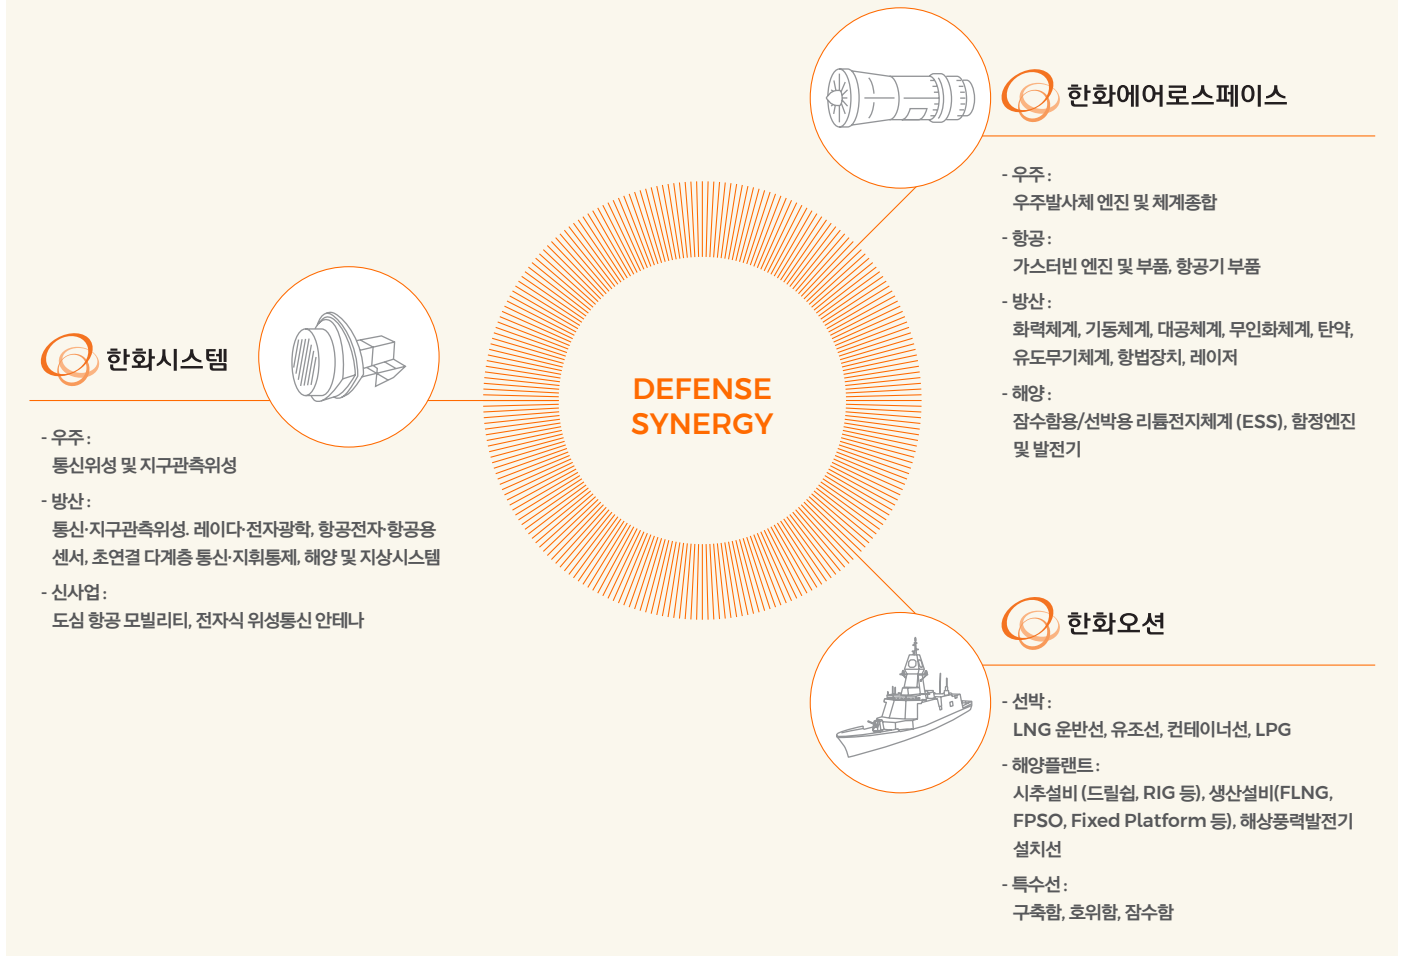 한화에어로스페이스
- 우주 :
우주발사체 엔진 및 체계종합
- 항공 :
가스터빈 엔진 및 부품, 항공기 부품
- 방산 :
화력체계, 기동체계, 대공체계, 무인화체계, 탄약,
유도무기체계, 항법장치, 레이저
- 해양 :
잠수함용/선박용 리튬전지체계 (ESS), 함정엔진
및 발전기
한화시스템
- 우주 :
통신위성 및 지구관측위성
- 방산 :
통신·지구관측위성. 레이다·전자광학, 항공전자·항공용
센서, 초연결 다계층 통신·지휘통제, 해양 및 지상시스템
- 신사업 :
도심 항공 모빌리티, 전자식 위성통신 안테나
DEFENSE
SYNERGY
한화오션
- 선박 :
LNG 운반선, 유조선, 컨테이너선, LPG
- 해양플랜트 :
시추설비 (드릴쉽, RIG 등), 생산설비(FLNG,
FPSO, Fixed Platform 등), 해상풍력발전기
설치선
- 특수선 :
구축함, 호위함, 잠수함